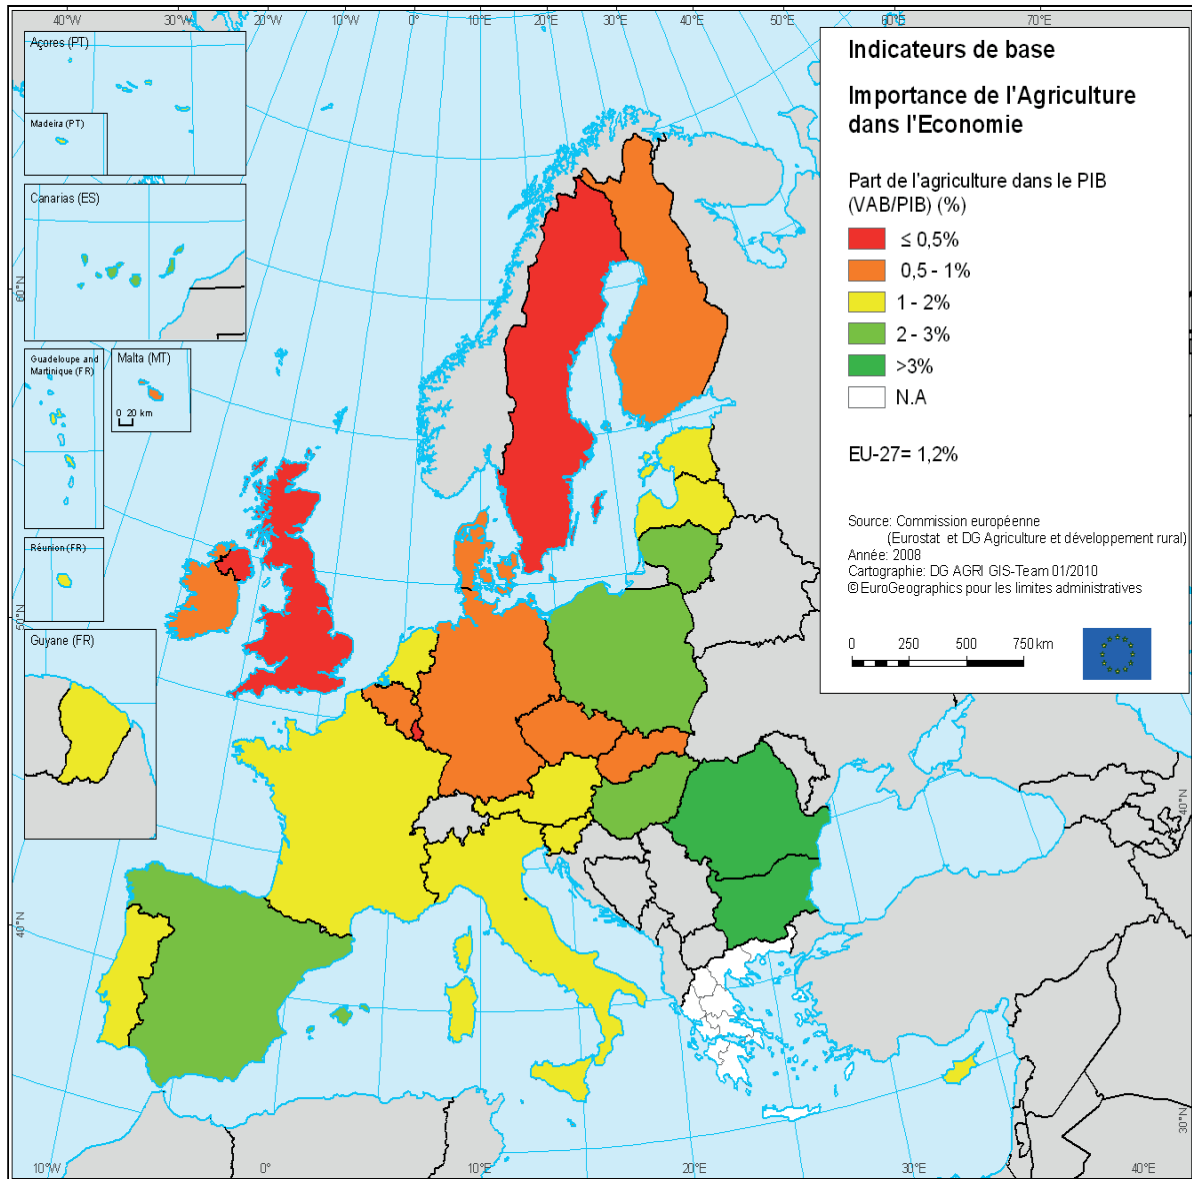 40°W
30°W
20°W
10°W
0°
10°E
20°E
30°E
40°E
50°E
60°E
70°E
Açores (PT)
Madeira (PT)
Canarias (ES)
Guadeloupe and
Martinique (FR)
Malta (MT)
0 20 km
Réunion (FR)
Guyane (FR)
Indicateurs de base
Importance de l'Agriculture
dans l'Economie
Part de l'agriculture dans le PIB
(VAB/PIB) (%)
≤ 0,5%
0,5 - 1%
1 - 2%
2 - 3%
>3%
N.A
EU-27= 1,2%
Source: Commission européenne
(Eurostat et DG Agriculture et développement rural)
Année: 2008
Cartographie: DG AGRI GIS-Team 01/2010
© EuroGeographics pour les limites administratives
0 250 500 750 km
60°N
50°N
40°N
40°N
30°N
10°W
0°
10°E
20°E
30°E
40°E